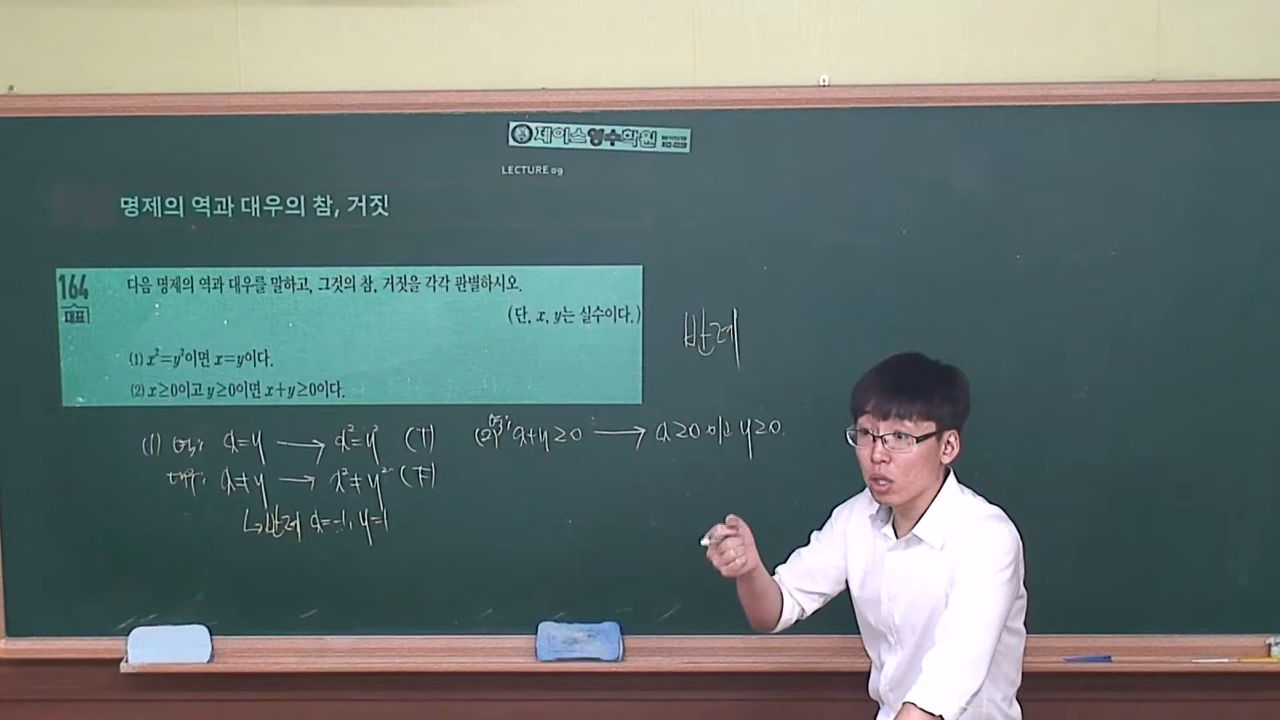 제이스영수학원
LECTURE 09
명제의 역과 대우의 참, 거짓
164
대표
다음 명제의 역과 대우를 말하고, 그것의 참, 거짓을 각각 판별하시오.
(단, x, y는 실수이다.)
(1) x²=y²이면 x=y이다.
(2) x≥0이고 y≥0이면 x+y≥0이다.
반례
(1) 역: x=y → x²=y² (T)
대우: x≠y → x²≠y² (F)
↳반례 x=-1, y=1
(2) 역: x+y≥0 → x≥0 이고 y≥0.